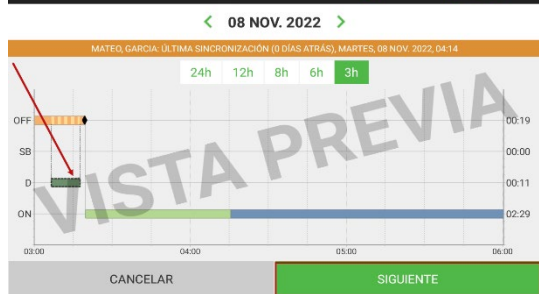 08 NOV. 2022
MATEO, GARCIA: ÚLTIMA SINCRONIZACIÓN (0 DÍAS ATRÁS), MARTES, 08 NOV. 2022, 04:14
24h 12h 8h 6h 3h
OFF 00:19
SB 00:00
D 00:11
ON 02:29
VISTA PREVIA
03:00 04:00 05:00 06:00
CANCELAR SIGUIENTE